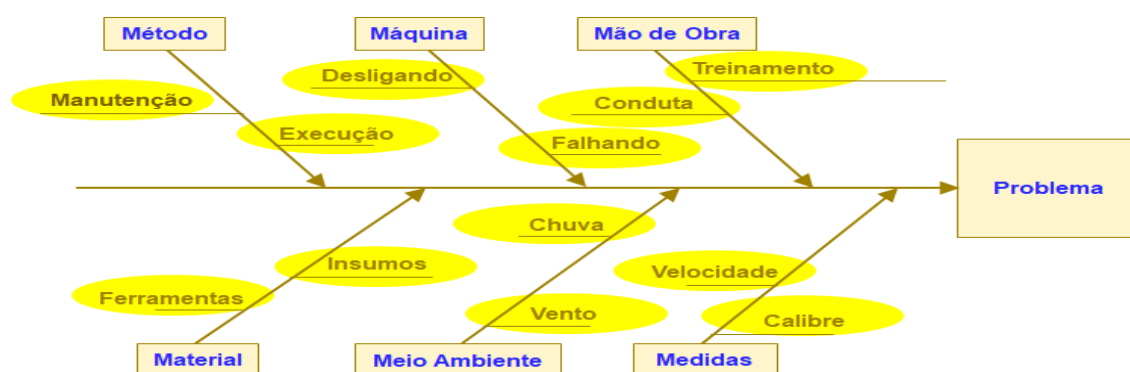 Método
Máquina
Mão de Obra
Treinamento
Desligando
Manutenção
Conduta
Execução
Falhando
Problema
Chuva
Insumos
Velocidade
Ferramentas
Vento
Calibre
Material
Meio Ambiente
Medidas